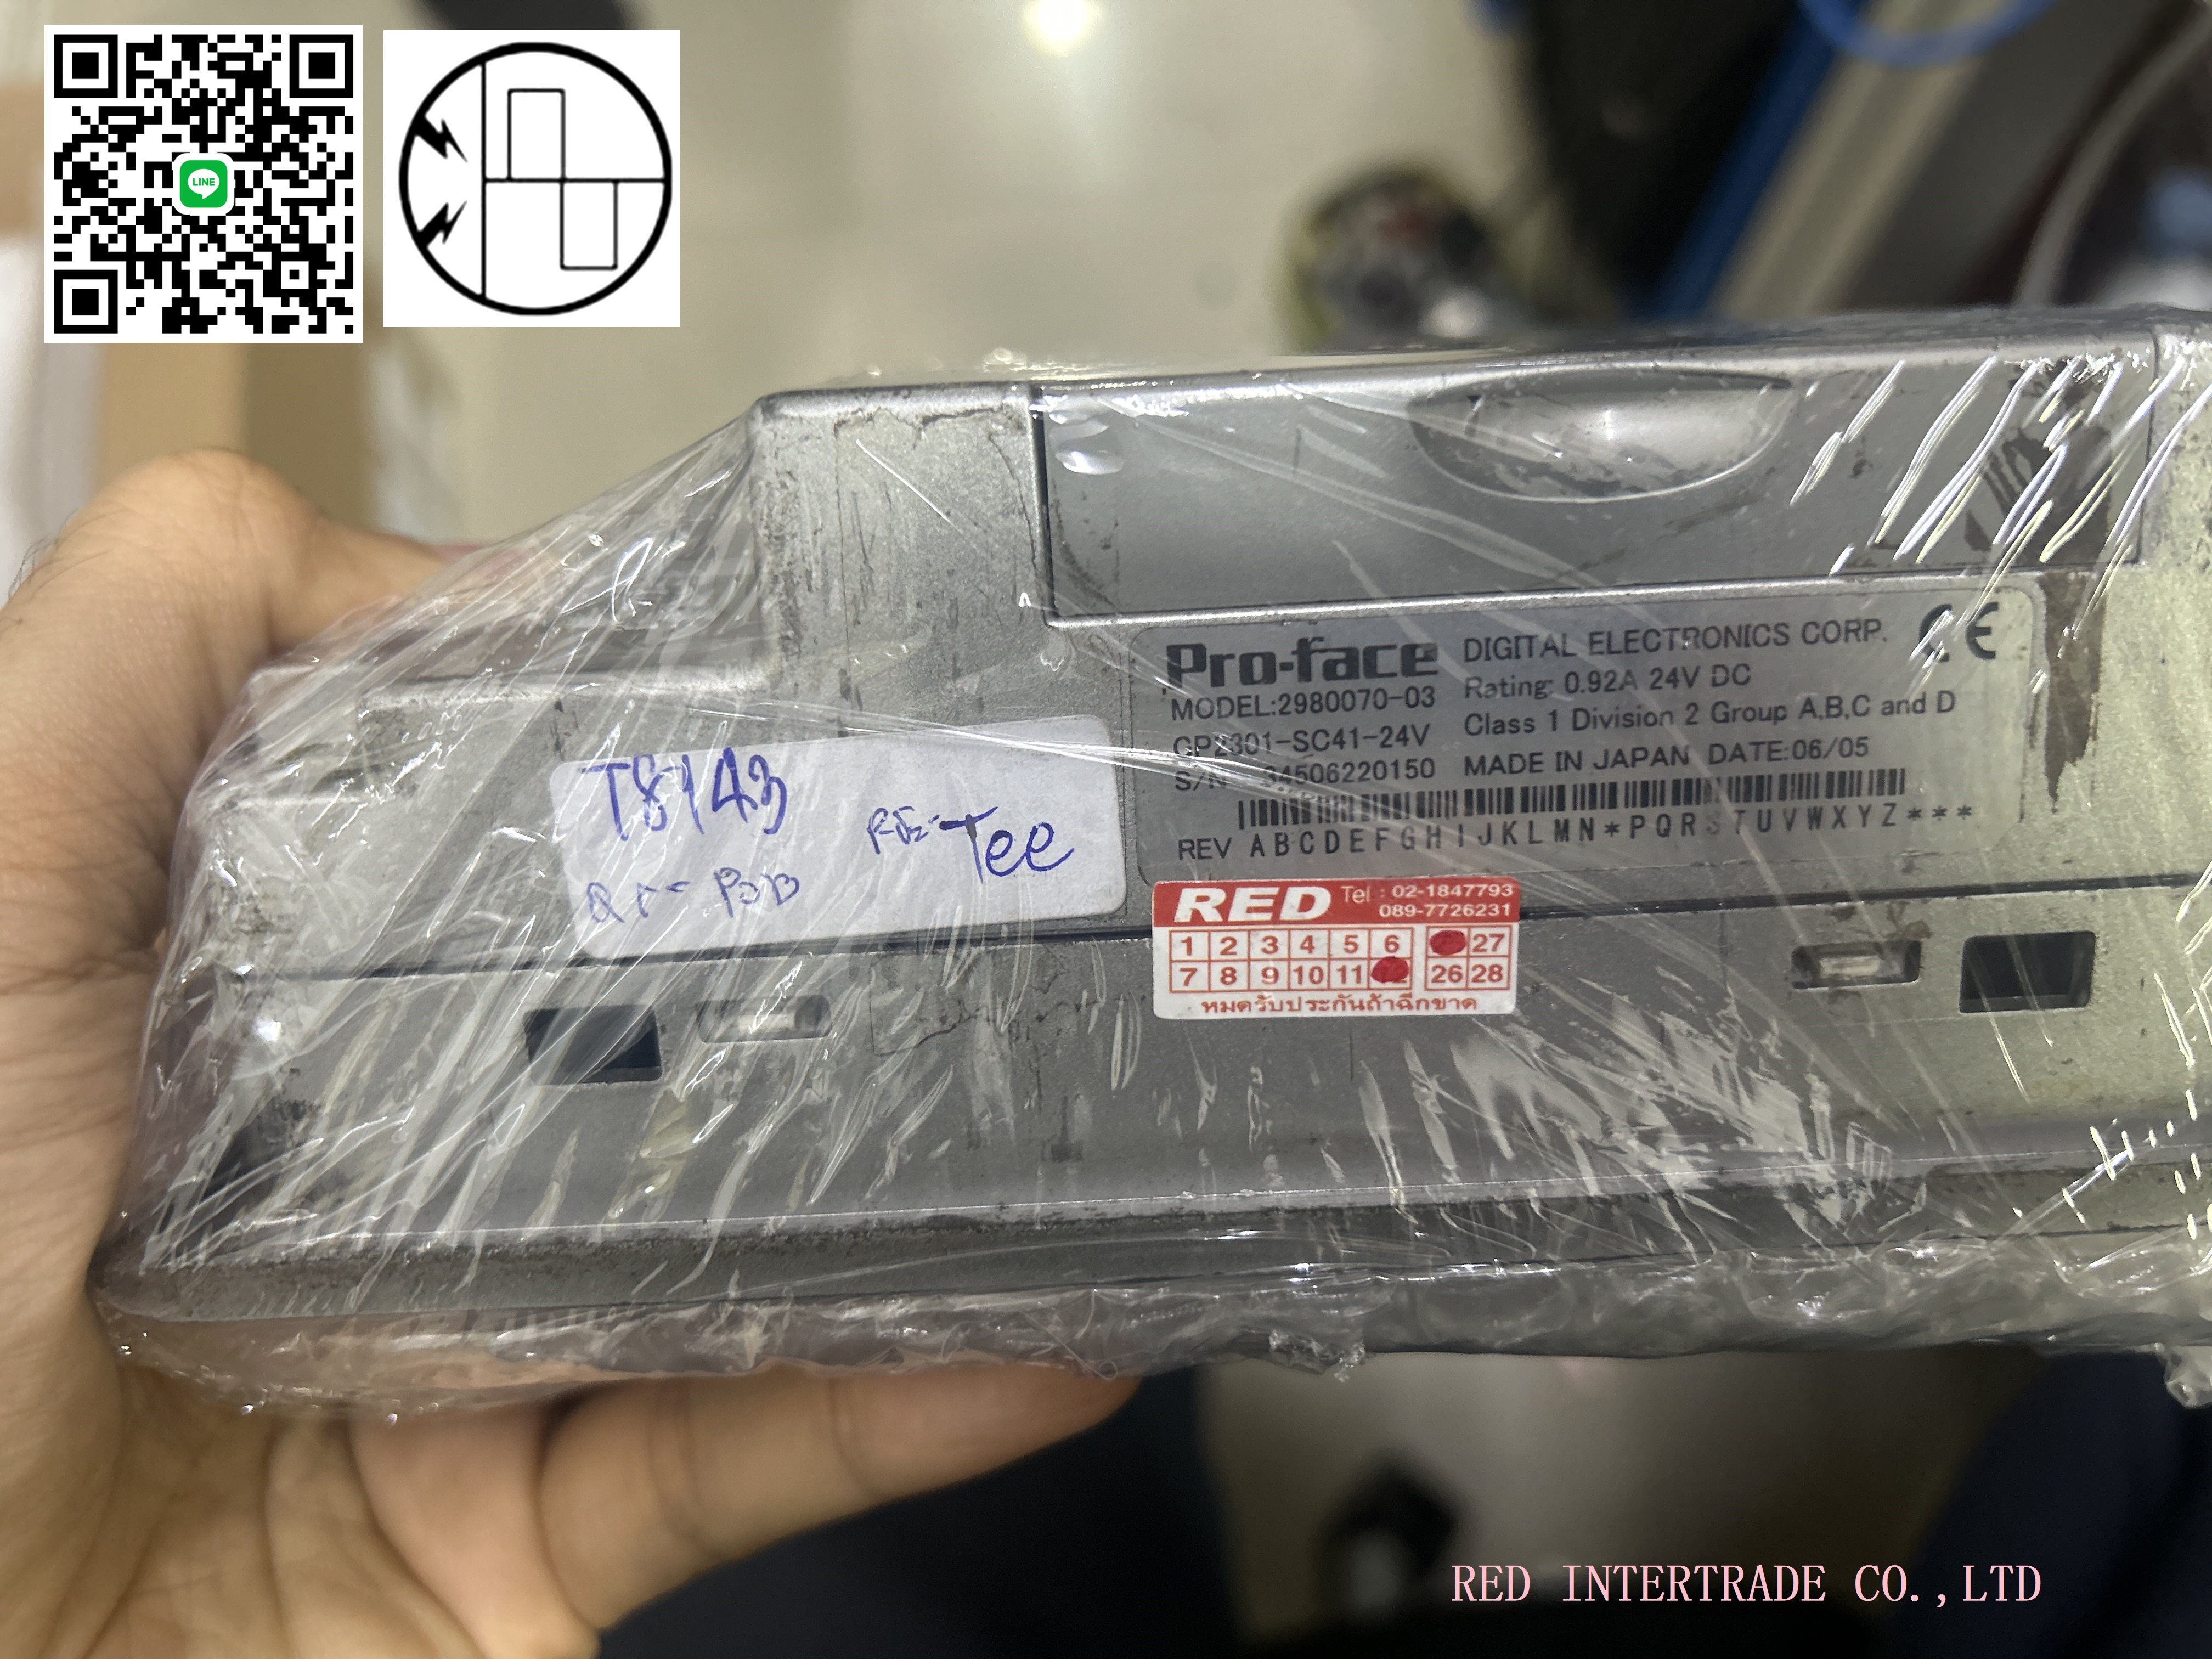 LINE
Pro-face
DIGITAL ELECTRONICS CORP.
CE
MODEL:2980070-03
Rating: 0.92A 24V DC
GP2301-SC41-24V
Class 1 Division 2 Group A,B,C and D
S/N 34506220150
MADE IN JAPAN DATE:06/05
REV A B C D E F G H I J K L M N * P Q R S T U V W X Y Z * * *
T8143
Tee
RED Tel : 02-1847793
089-7726231
1 2 3 4 5 6 27
7 8 9 10 11 26 28
หมดรับประกันถ้าฉีกขาด
RED INTERTRADE CO.,LTD